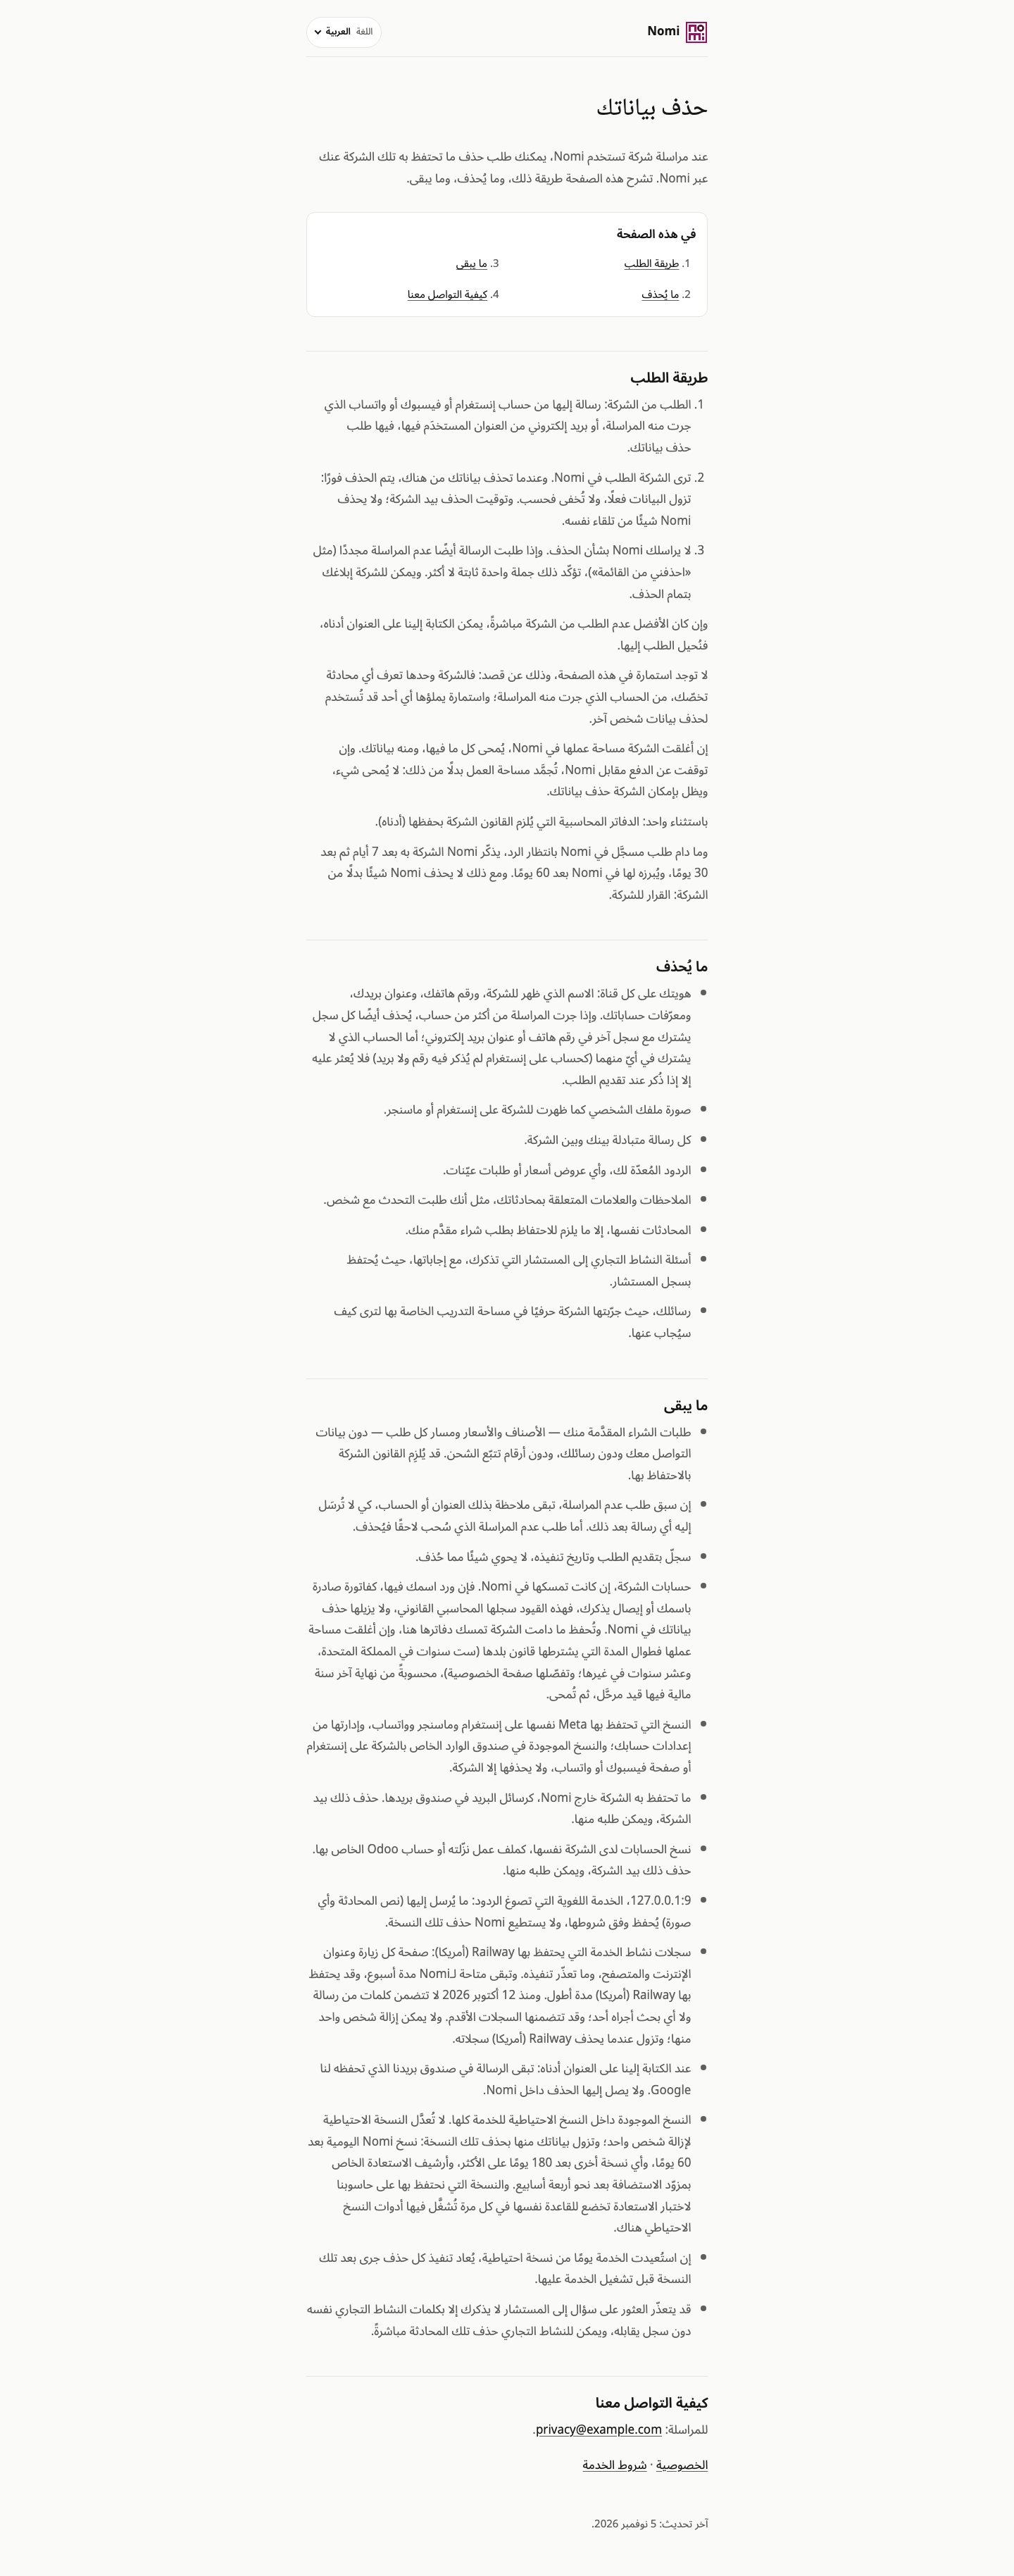 Nomi
اللغة العربية
حذف بياناتك
عند مراسلة شركة تستخدم Nomi، يمكنك طلب حذف ما تحتفظ به تلك الشركة عنك
عبر Nomi. تشرح هذه الصفحة طريقة ذلك، وما يُحذف، وما يبقى.
في هذه الصفحة
1. طريقة الطلب
2. ما يُحذف
3. ما يبقى
4. كيفية التواصل معنا
طريقة الطلب
1. الطلب من الشركة: رسالة إليها من حساب إنستغرام أو فيسبوك أو واتساب الذي
جرت منه المراسلة، أو بريد إلكتروني من العنوان المستخدَم فيها، فيها طلب
حذف بياناتك.
2. ترى الشركة الطلب في Nomi. وعندما تحذف بياناتك من هناك، يتم الحذف فورًا:
تزول البيانات فعلًا، ولا تُخفى فحسب. وتوقيت الحذف بيد الشركة؛ ولا يحذف
Nomi شيئًا من تلقاء نفسه.
3. لا يراسلك Nomi بشأن الحذف. وإذا طلبت الرسالة أيضًا عدم المراسلة مجددًا (مثل
«احذفني من القائمة»)، تؤكّد ذلك جملة واحدة ثابتة لا أكثر. ويمكن للشركة إبلاغك
بتمام الحذف.
وإن كان الأفضل عدم الطلب من الشركة مباشرةً، يمكن الكتابة إلينا على العنوان أدناه،
فنُحيل الطلب إليها.
لا توجد استمارة في هذه الصفحة، وذلك عن قصد: فالشركة وحدها تعرف أي محادثة
تخصّك، من الحساب الذي جرت منه المراسلة؛ واستمارة يملؤها أي أحد قد تُستخدم
لحذف بيانات شخص آخر.
إن أغلقت الشركة مساحة عملها في Nomi، يُمحى كل ما فيها، ومنه بياناتك. وإن
توقفت عن الدفع مقابل Nomi، تُجمَّد مساحة العمل بدلًا من ذلك: لا يُمحى شيء،
ويظل بإمكان الشركة حذف بياناتك.
باستثناء واحد: الدفاتر المحاسبية التي يُلزم القانون الشركة بحفظها (أدناه).
وما دام طلب مسجَّل في Nomi بانتظار الرد، يذكّر Nomi الشركة به بعد 7 أيام ثم بعد
30 يومًا، ويُبرزه لها في Nomi بعد 60 يومًا. ومع ذلك لا يحذف Nomi شيئًا بدلًا من
الشركة: القرار للشركة.
ما يُحذف
هويتك على كل قناة: الاسم الذي ظهر للشركة، ورقم هاتفك، وعنوان بريدك،
ومعرّفات حساباتك. وإذا جرت المراسلة من أكثر من حساب، يُحذف أيضًا كل سجل
يشترك مع سجل آخر في رقم هاتف أو عنوان بريد إلكتروني؛ أما الحساب الذي لا
يشترك في أيّ منهما (كحساب على إنستغرام لم يُذكر فيه رقم ولا بريد) فلا يُعثر عليه
إلا إذا ذُكر عند تقديم الطلب.
صورة ملفك الشخصي كما ظهرت للشركة على إنستغرام أو ماسنجر.
كل رسالة متبادلة بينك وبين الشركة.
الردود المُعدّة لك، وأي عروض أسعار أو طلبات عيّنات.
الملاحظات والعلامات المتعلقة بمحادثاتك، مثل أنك طلبت التحدث مع شخص.
المحادثات نفسها، إلا ما يلزم للاحتفاظ بطلب شراء مقدَّم منك.
أسئلة النشاط التجاري إلى المستشار التي تذكرك، مع إجاباتها، حيث يُحتفظ
بسجل المستشار.
رسائلك، حيث جرّبتها الشركة حرفيًا في مساحة التدريب الخاصة بها لترى كيف
سيُجاب عنها.
ما يبقى
طلبات الشراء المقدَّمة منك — الأصناف والأسعار ومسار كل طلب — دون بيانات
التواصل معك ودون رسائلك، ودون أرقام تتبّع الشحن. قد يُلزِم القانون الشركة
بالاحتفاظ بها.
إن سبق طلب عدم المراسلة، تبقى ملاحظة بذلك العنوان أو الحساب، كي لا تُرسَل
إليه أي رسالة بعد ذلك. أما طلب عدم المراسلة الذي سُحب لاحقًا فيُحذف.
سجلّ بتقديم الطلب وتاريخ تنفيذه، لا يحوي شيئًا مما حُذف.
حسابات الشركة، إن كانت تمسكها في Nomi. فإن ورد اسمك فيها، كفاتورة صادرة
باسمك أو إيصال يذكرك، فهذه القيود سجلها المحاسبي القانوني، ولا يزيلها حذف
بياناتك في Nomi. وتُحفظ ما دامت الشركة تمسك دفاترها هنا، وإن أغلقت مساحة
عملها فطوال المدة التي يشترطها قانون بلدها (ست سنوات في المملكة المتحدة،
وعشر سنوات في غيرها؛ وتفصّلها صفحة الخصوصية)، محسوبةً من نهاية آخر سنة
مالية فيها قيد مرحَّل، ثم تُمحى.
النسخ التي تحتفظ بها Meta نفسها على إنستغرام وماسنجر وواتساب، وإدارتها من
إعدادات حسابك؛ والنسخ الموجودة في صندوق الوارد الخاص بالشركة على إنستغرام
أو صفحة فيسبوك أو واتساب، ولا يحذفها إلا الشركة.
ما تحتفظ به الشركة خارج Nomi، كرسائل البريد في صندوق بريدها. حذف ذلك بيد
الشركة، ويمكن طلبه منها.
نسخ الحسابات لدى الشركة نفسها، كملف عمل نزّلته أو حساب Odoo الخاص بها.
حذف ذلك بيد الشركة، ويمكن طلبه منها.
127.0.0.1:9، الخدمة اللغوية التي تصوغ الردود: ما يُرسل إليها (نص المحادثة وأي
صورة) يُحفظ وفق شروطها، ولا يستطيع Nomi حذف تلك النسخة.
سجلات نشاط الخدمة التي يحتفظ بها Railway (أمريكا): صفحة كل زيارة وعنوان
الإنترنت والمتصفح، وما تعذّر تنفيذه. وتبقى متاحة لـNomi مدة أسبوع، وقد يحتفظ
بها Railway (أمريكا) مدة أطول. ومنذ 12 أكتوبر 2026 لا تتضمن كلمات من رسالة
ولا أي بحث أجراه أحد؛ وقد تتضمنها السجلات الأقدم. ولا يمكن إزالة شخص واحد
منها؛ وتزول عندما يحذف Railway (أمريكا) سجلاته.
عند الكتابة إلينا على العنوان أدناه: تبقى الرسالة في صندوق بريدنا الذي تحفظه لنا
Google. ولا يصل إليها الحذف داخل Nomi.
النسخ الموجودة داخل النسخ الاحتياطية للخدمة كلها. لا تُعدَّل النسخة الاحتياطية
لإزالة شخص واحد؛ وتزول بياناتك منها بحذف تلك النسخة: نسخ Nomi اليومية بعد
60 يومًا، وأي نسخة أخرى بعد 180 يومًا على الأكثر، وأرشيف الاستعادة الخاص
بمزوّد الاستضافة بعد نحو أربعة أسابيع. والنسخة التي نحتفظ بها على حاسوبنا
لاختبار الاستعادة تخضع للقاعدة نفسها في كل مرة تُشغَّل فيها أدوات النسخ
الاحتياطي هناك.
إن استُعيدت الخدمة يومًا من نسخة احتياطية، يُعاد تنفيذ كل حذف جرى بعد تلك
النسخة قبل تشغيل الخدمة عليها.
قد يتعذّر العثور على سؤال إلى المستشار لا يذكرك إلا بكلمات النشاط التجاري نفسه
دون سجل يقابله، ويمكن للنشاط التجاري حذف تلك المحادثة مباشرةً.
كيفية التواصل معنا
للمراسلة: privacy@example.com.
الخصوصية · شروط الخدمة
آخر تحديث: 5 نوفمبر 2026.